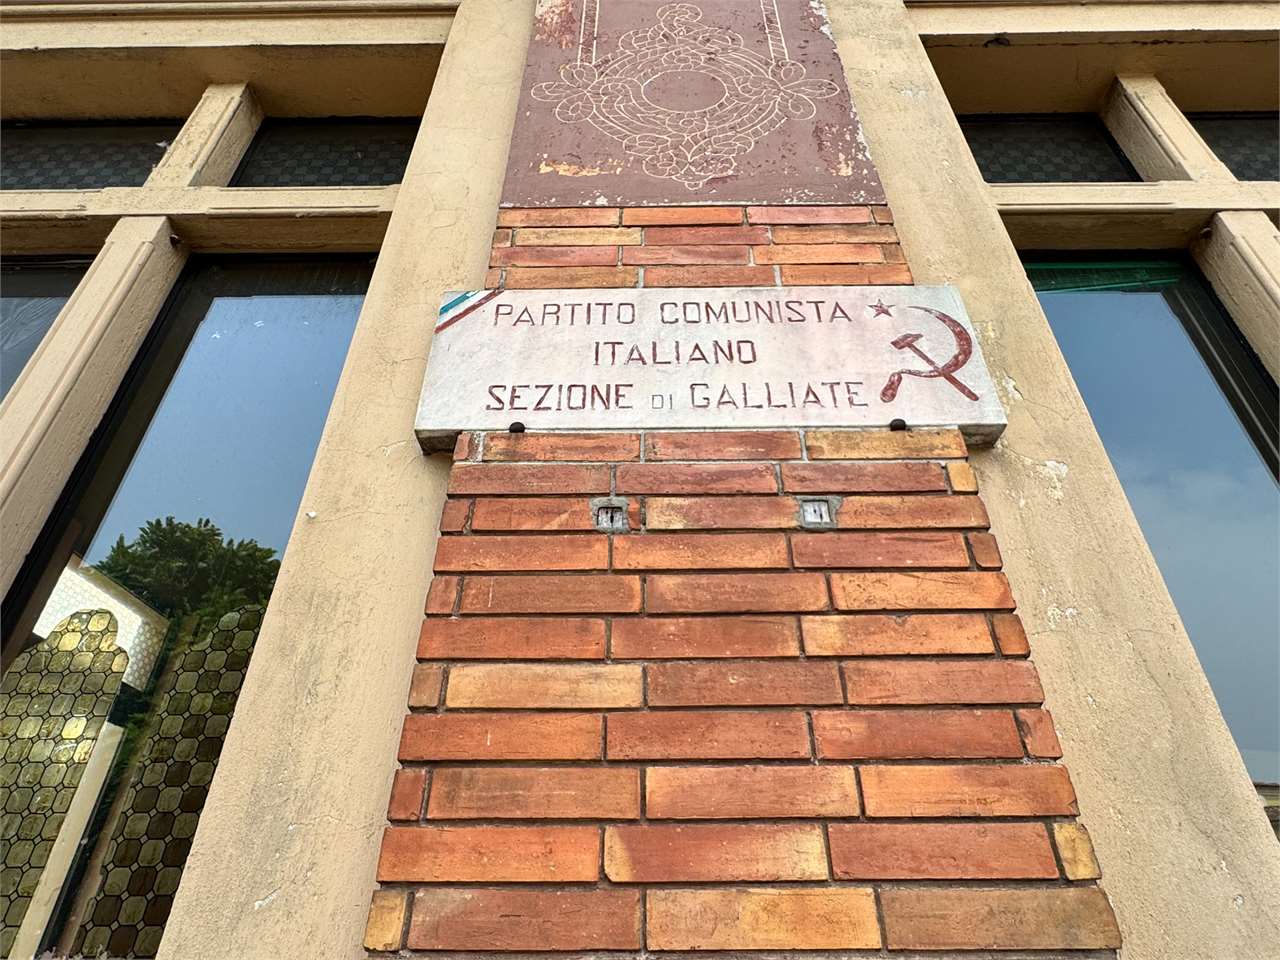 PARTITO COMUNISTA
ITALIANO
SEZIONE DI GALLIATE